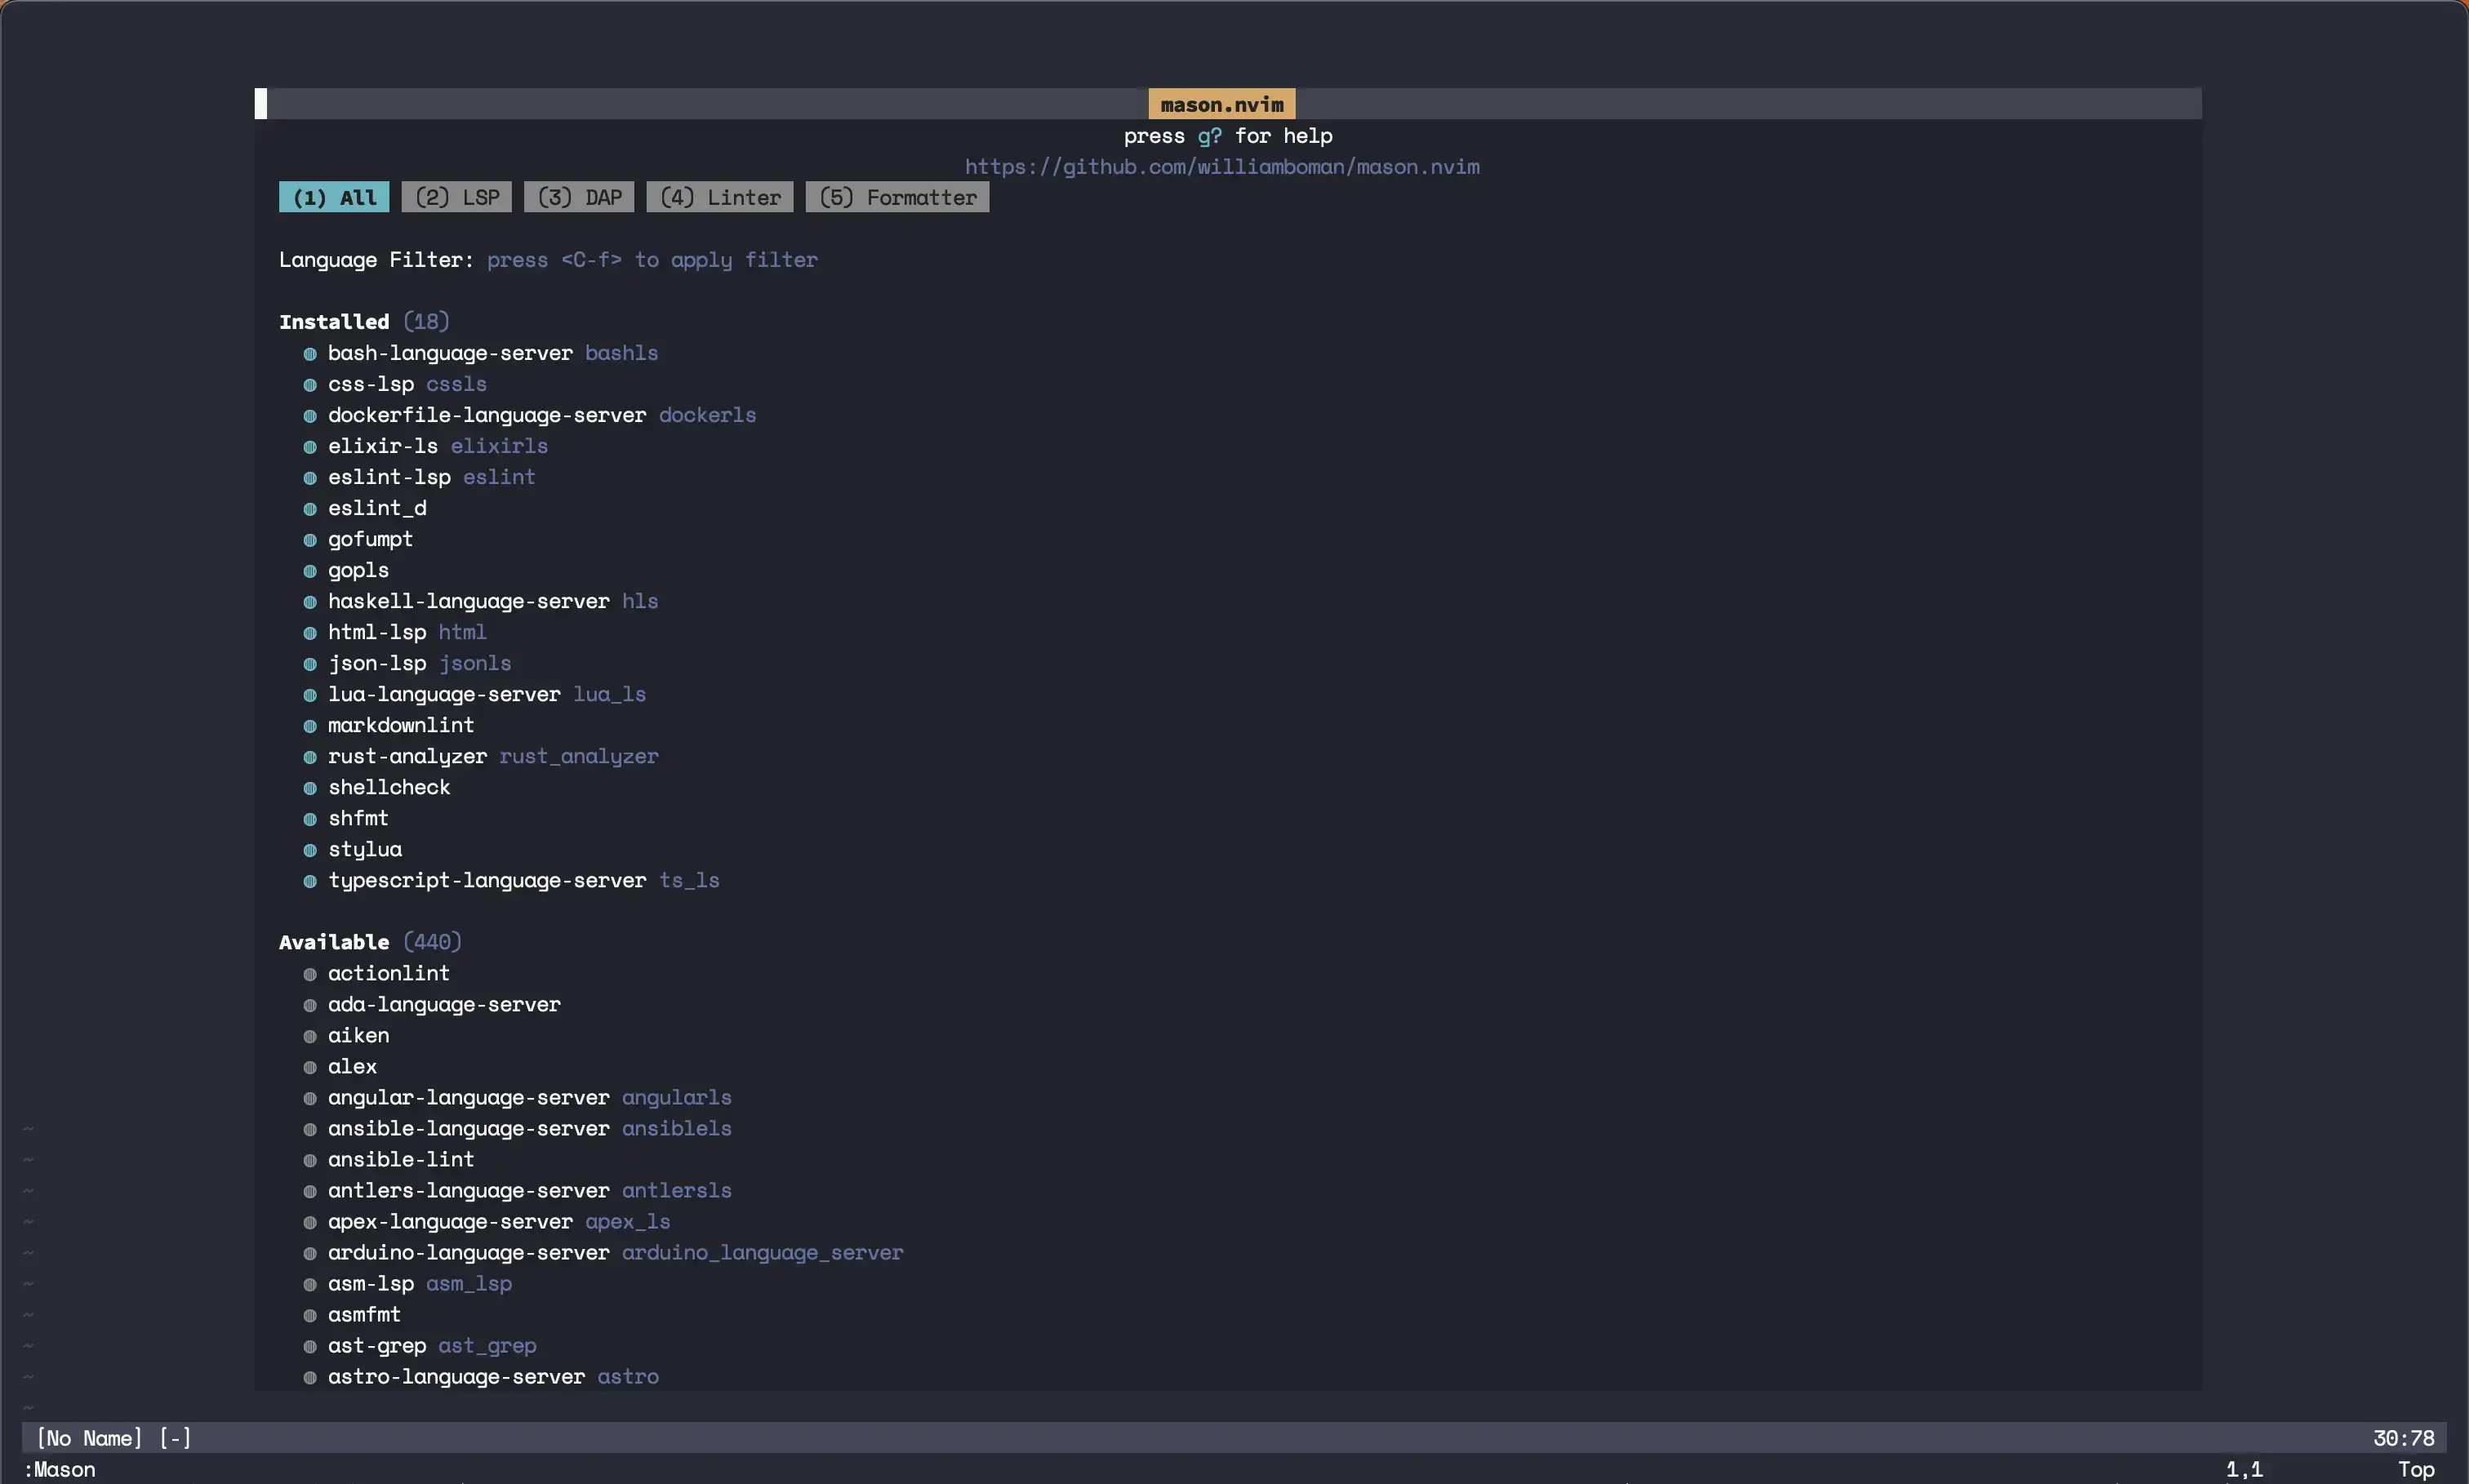 mason.nvim
press g? for help
https://github.com/williamboman/mason.nvim
(1) All (2) LSP (3) DAP (4) Linter (5) Formatter
Language Filter: press <C-f> to apply filter
Installed (18)
◍ bash-language-server bashls
◍ css-lsp cssls
◍ dockerfile-language-server dockerls
◍ elixir-ls elixirls
◍ eslint-lsp eslint
◍ eslint_d
◍ gofumpt
◍ gopls
◍ haskell-language-server hls
◍ html-lsp html
◍ json-lsp jsonls
◍ lua-language-server lua_ls
◍ markdownlint
◍ rust-analyzer rust_analyzer
◍ shellcheck
◍ shfmt
◍ stylua
◍ typescript-language-server ts_ls
Available (440)
◍ actionlint
◍ ada-language-server
◍ aiken
◍ alex
◍ angular-language-server angularls
~ ◍ ansible-language-server ansiblels
~ ◍ ansible-lint
~ ◍ antlers-language-server antlersls
~ ◍ apex-language-server apex_ls
~ ◍ arduino-language-server arduino_language_server
~ ◍ asm-lsp asm_lsp
~ ◍ asmfmt
~ ◍ ast-grep ast_grep
~ ◍ astro-language-server astro
~
[No Name] [-] 30:78
:Mason 1,1 Top